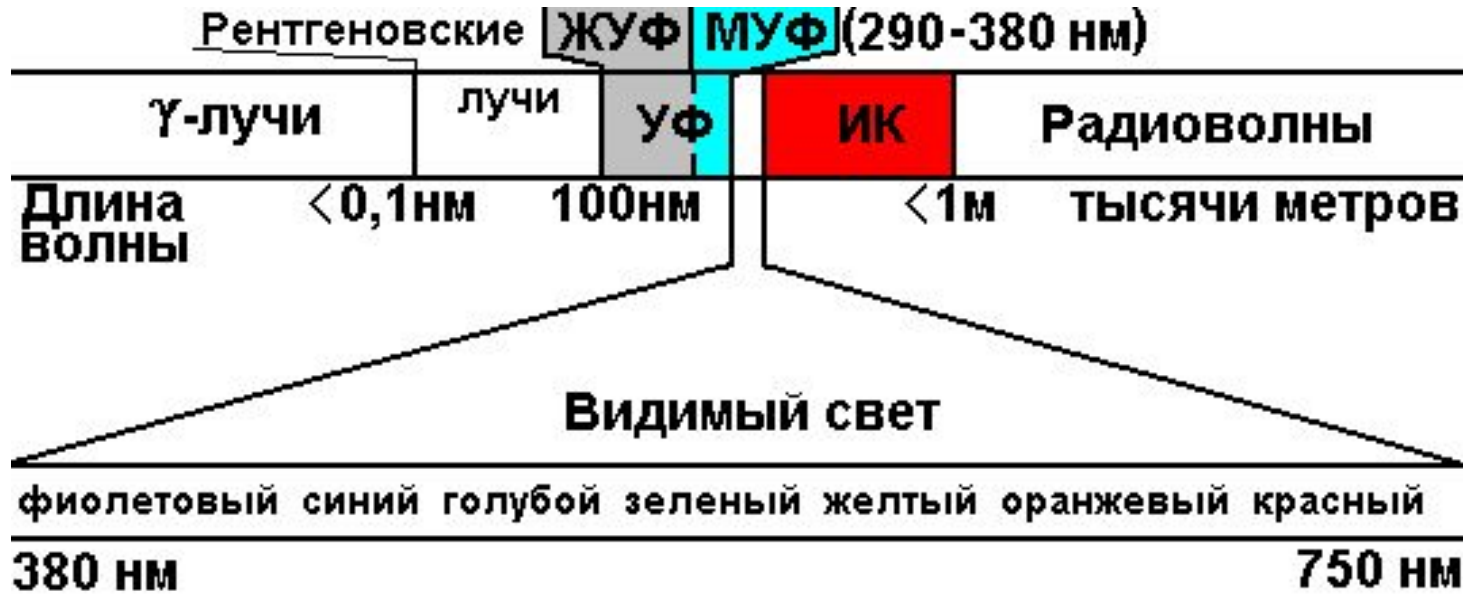 Рентгеновские ЖУФ МУФ (290-380 нм)
γ-лучи лучи УФ ИК Радиоволны
Длина волны <0,1нм 100нм <1м тысячи метров
Видимый свет
фиолетовый синий голубой зеленый желтый оранжевый красный
380 нм 750 нм